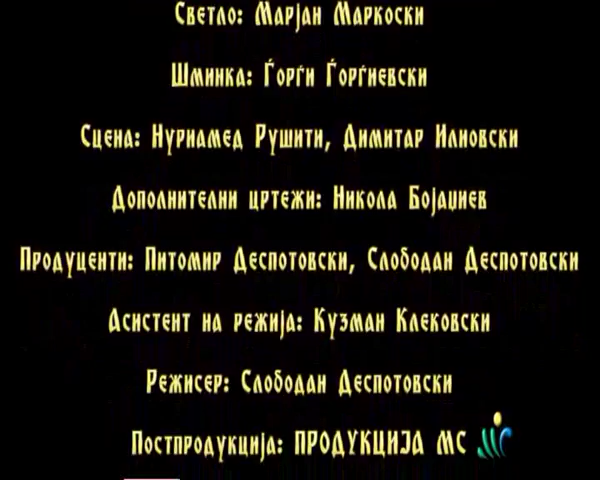 Светло: Марјан Маркоски
Шминка: Ѓорѓи Ѓорѓиевски
Сцена: Нуриамед Рушити, Димитар Илиовски
Дополнителни цртежи: Никола Бојаџиев
Продуценти: Питомир Деспотовски, Слободан Деспотовски
Асистент на режија: Кузман Клековски
Режисер: Слободан Деспотовски
Постпродукција: ПРОДУКЦИЈА МС